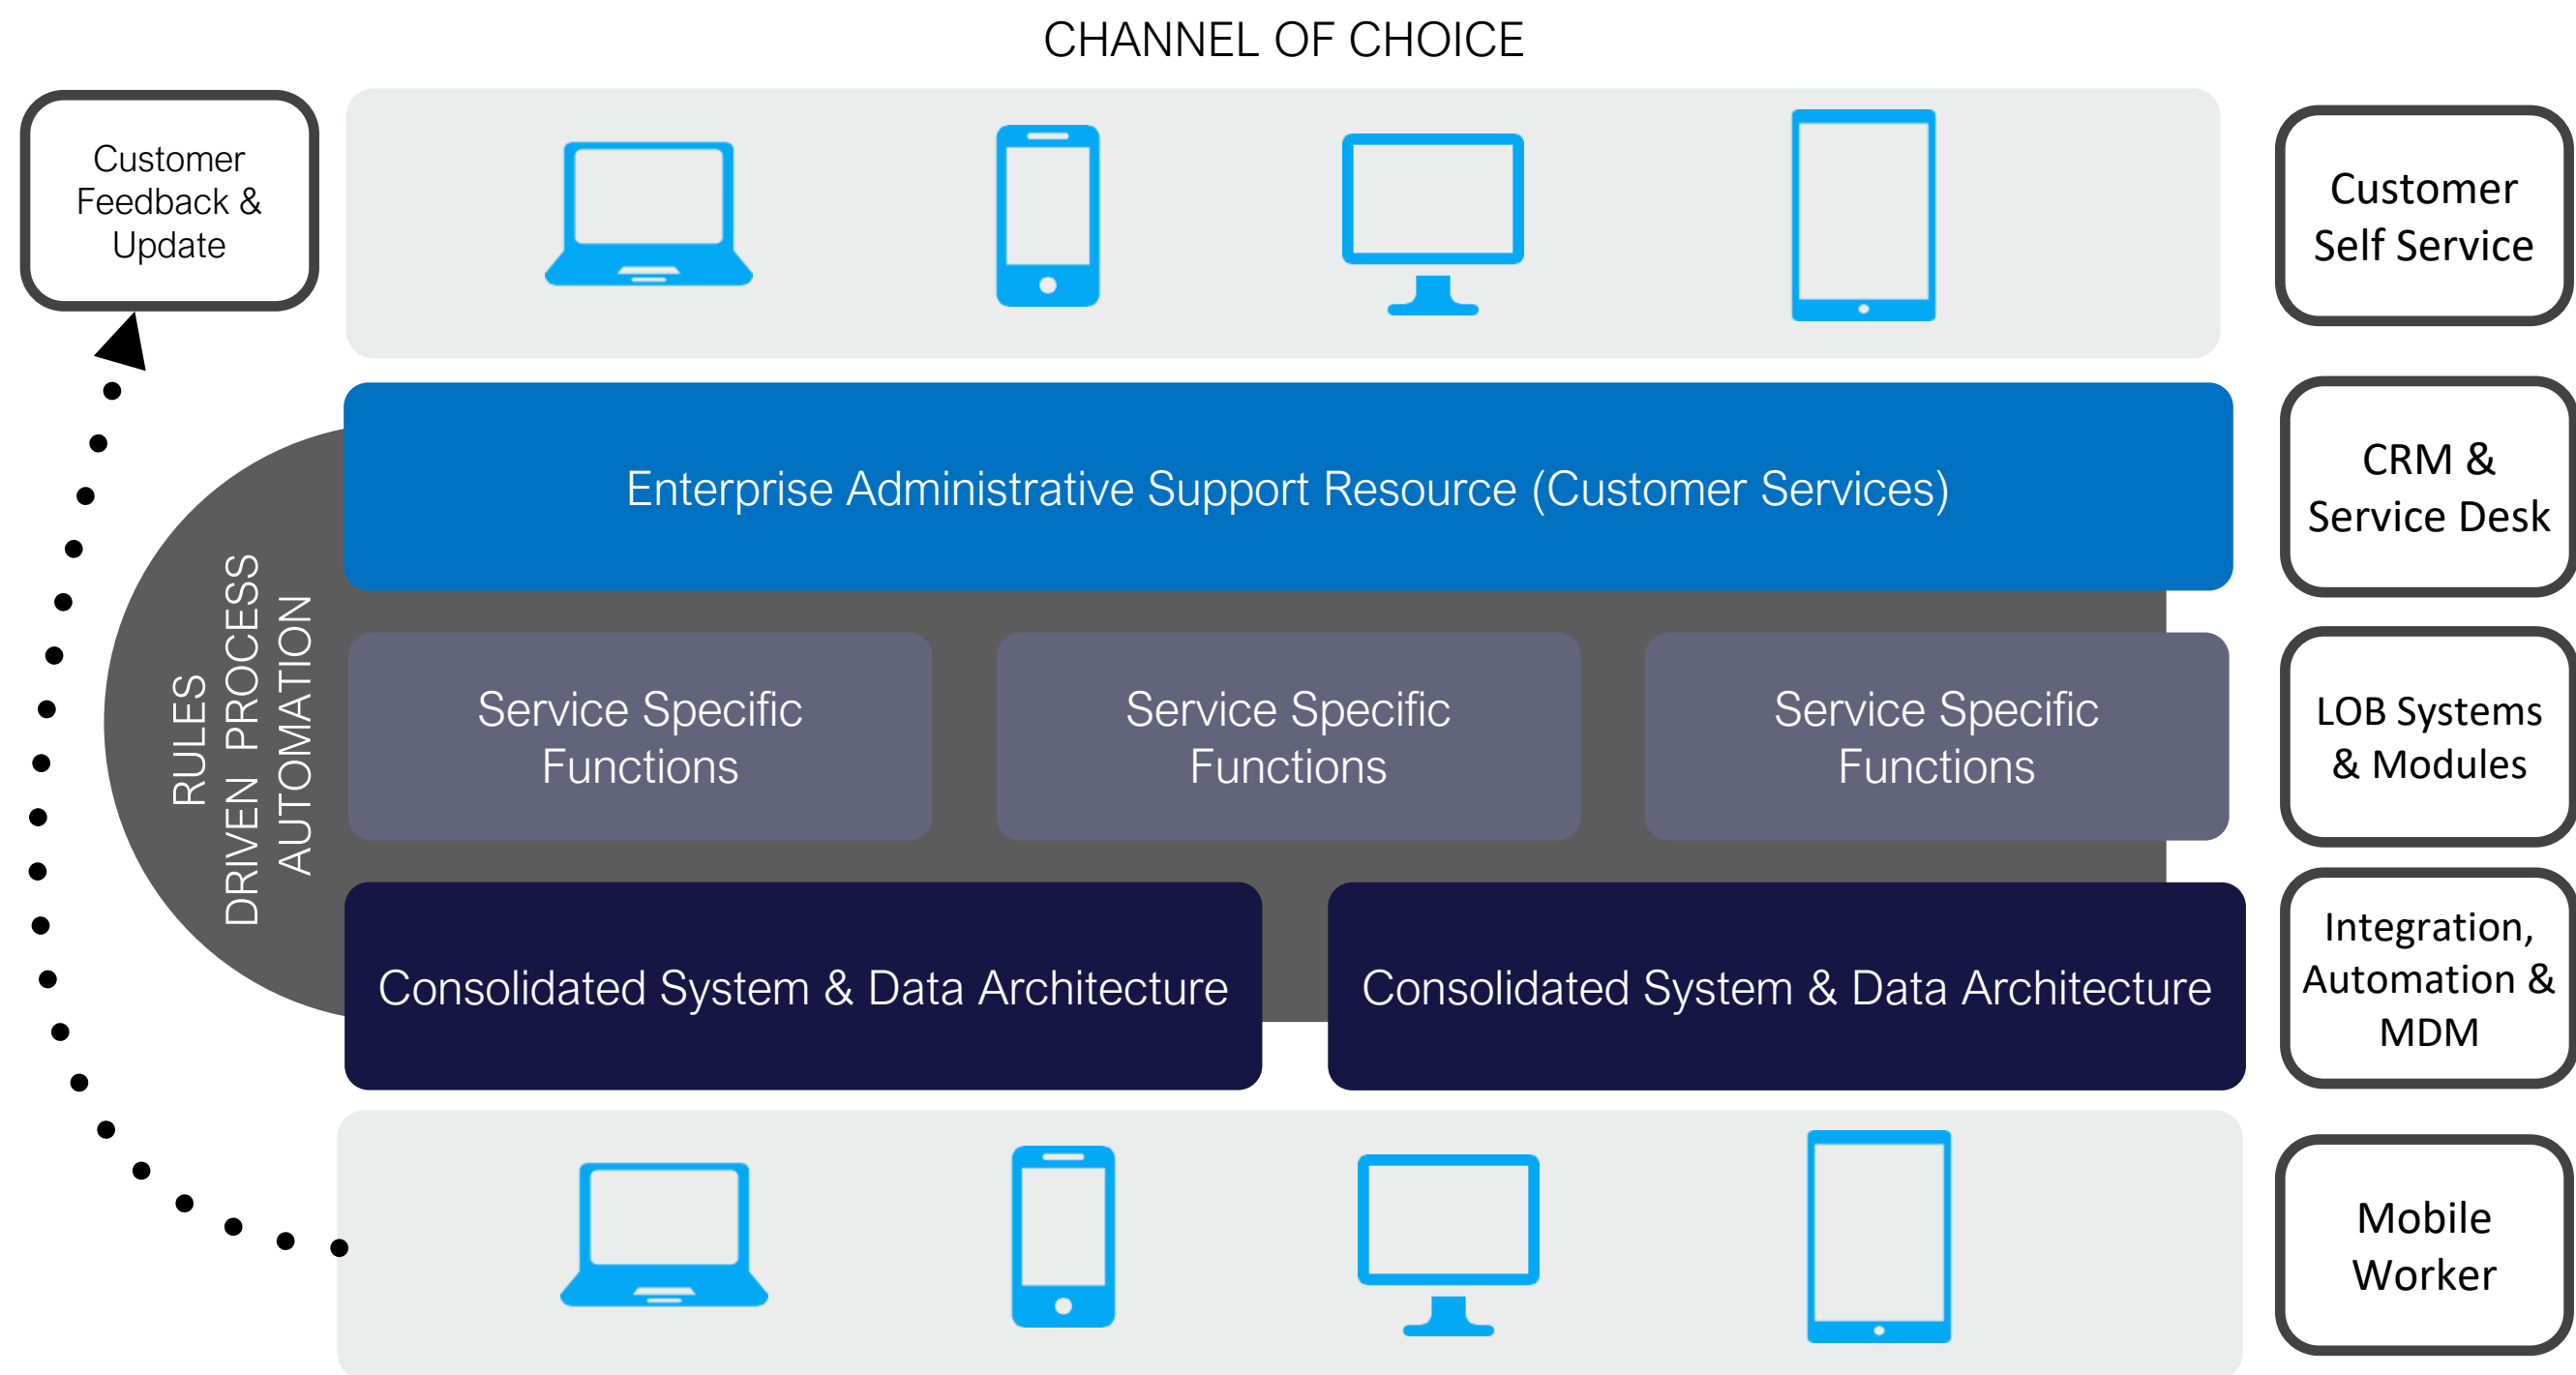 CHANNEL OF CHOICE
Customer
Feedback &
Update
Customer
Self Service
Enterprise Administrative Support Resource (Customer Services)
CRM &
Service Desk
RULES
DRIVEN PROCESS
AUTOMATION
Service Specific
Functions
Service Specific
Functions
Service Specific
Functions
LOB Systems
& Modules
Consolidated System & Data Architecture
Consolidated System & Data Architecture
Integration,
Automation &
MDM
Mobile
Worker